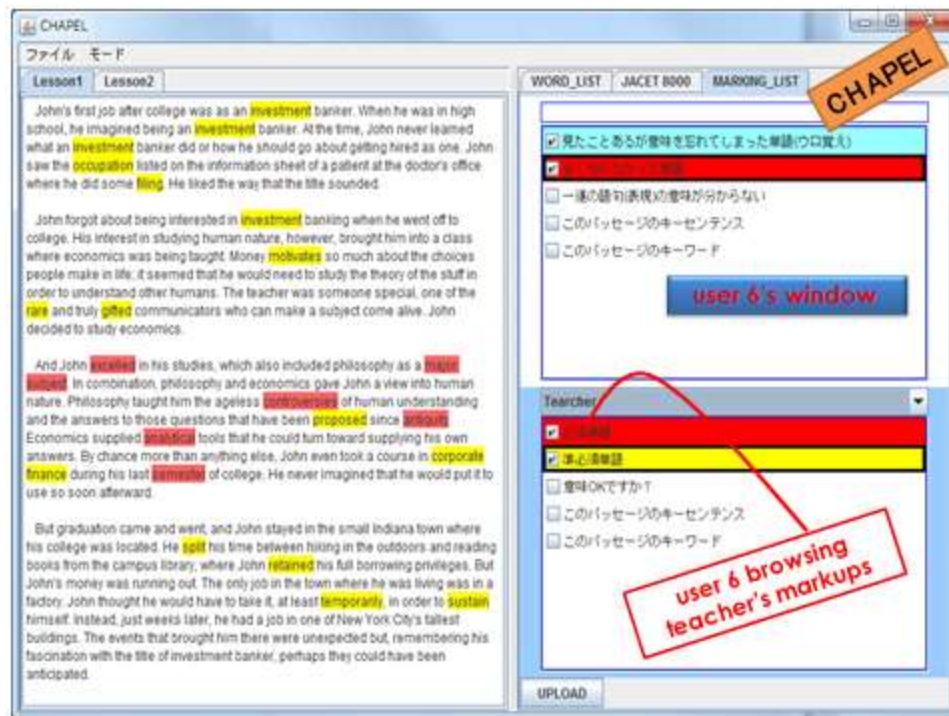 CHAPEL
ファイル モード
Lesson1 Lesson2
John's first job after college was as an investment banker. When he was in high
school, he imagined being an investment banker. At the time, John never learned
what an investment banker did or how he should go about getting hired as one. John
saw the occupation listed on the information sheet of a patient at the doctor's office
where he did some filing. He liked the way that the title sounded.
John forgot about being interested in investment banking when he went off to
college. His interest in studying human nature, however, brought him into a class
where economics was being taught. Money motivates so much about the choices
people make in life; it seemed that he would need to study the theory of the stuff in
order to understand other humans. The teacher was someone special, one of the
rare and truly gifted communicators who can make a subject come alive. John
decided to study economics.
And John excelled in his studies, which also included philosophy as a major
subject. In combination, philosophy and economics gave John a view into human
nature. Philosophy taught him the ageless controversies of human understanding
and the answers to those questions that have been proposed since antiquity.
Economics supplied analytical tools that he could turn toward supplying his own
answers. By chance more than anything else, John even took a course in corporate
finance during his last semester of college. He never imagined that he would put it to
use so soon afterward.
But graduation came and went, and John stayed in the small Indiana town where
his college was located. He split his time between hiking in the outdoors and reading
books from the campus library, where John retained his full borrowing privileges. But
John's money was running out. The only job in the town where he was living was in a
factory. John thought he would have to take it, at least temporarily, in order to sustain
himself. Instead, just weeks later, he had a job in one of New York City's tallest
buildings. The events that brought him there were unexpected but, remembering his
fascination with the title of investment banker, perhaps they could have been
anticipated.
WORD_LIST JACET 8000 MARKING_LIST
CHAPEL
見たことあるが意味を忘れてしまった単語(ウロ覚え)
一連の語句(表現)の意味が分からない
このパッセージのキーセンテンス
このパッセージのキーワード
user 6's window
Tearcher
必須単語
準必須単語
意味OKですか?
このパッセージのキーセンテンス
このパッセージのキーワード
user 6 browsing
teacher's markups
UPLOAD